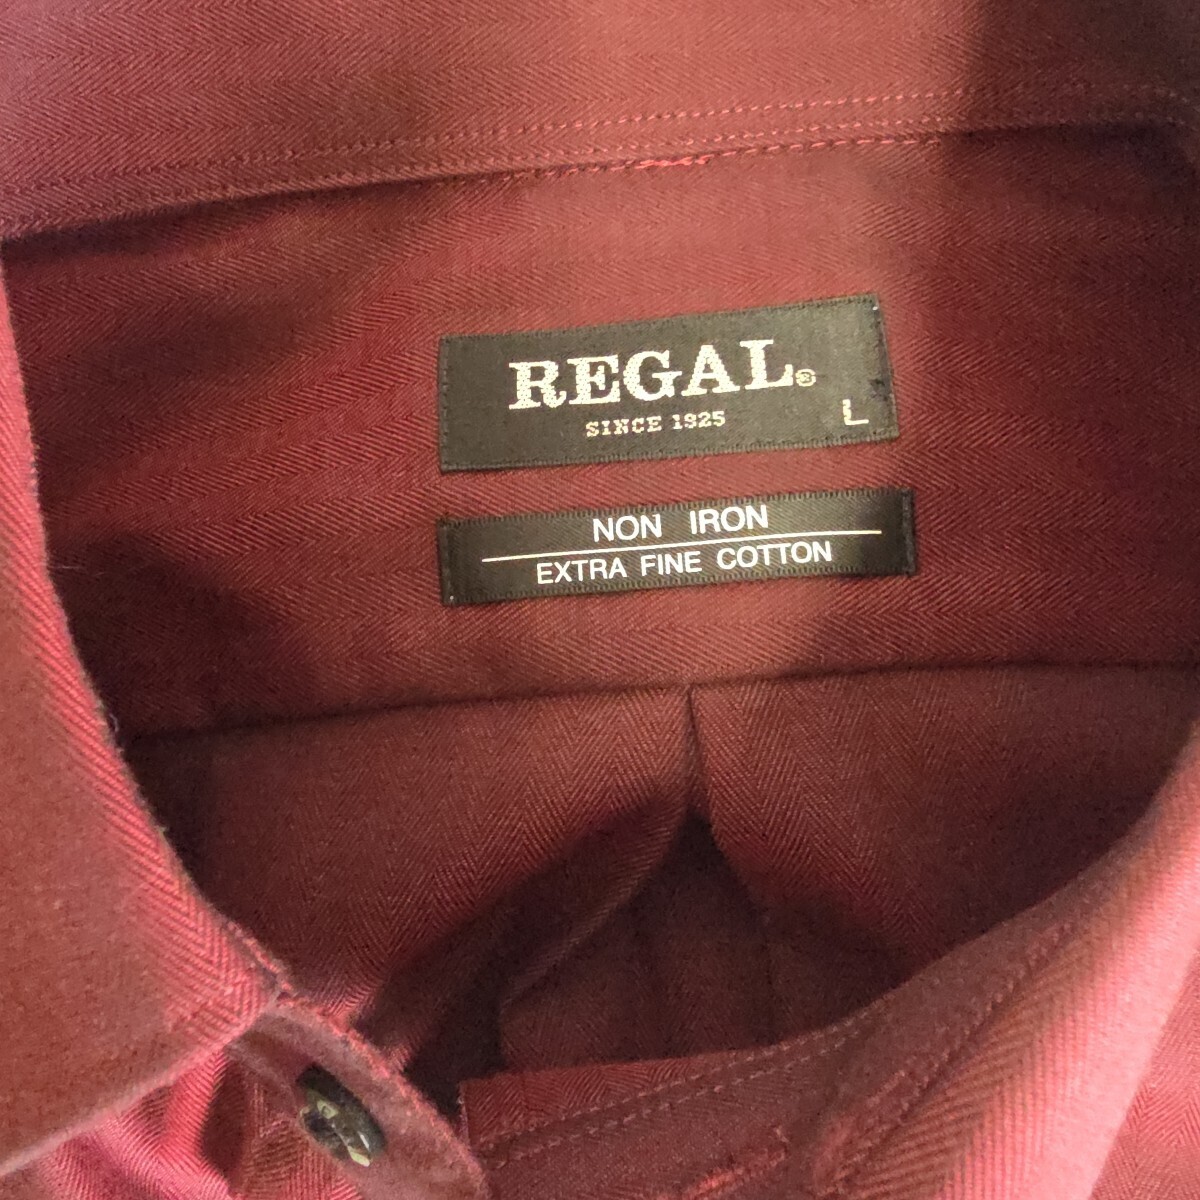 REGAL®
SINCE 1925
L
NON IRON
EXTRA FINE COTTON